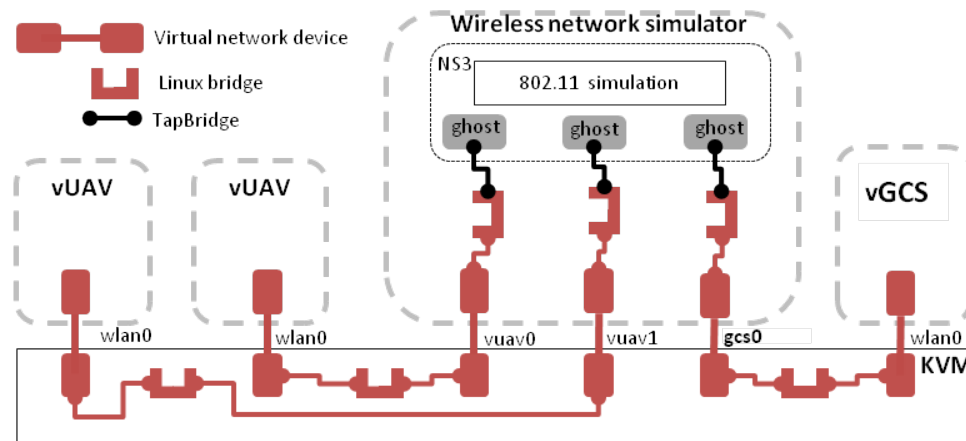 Wireless network simulator
Virtual network device
Linux bridge
TapBridge
NS3
802.11 simulation
ghost
ghost
ghost
vUAV
vUAV
vGCS
wlan0
wlan0
vuav0
vuav1
gcs0
wlan0
KVM